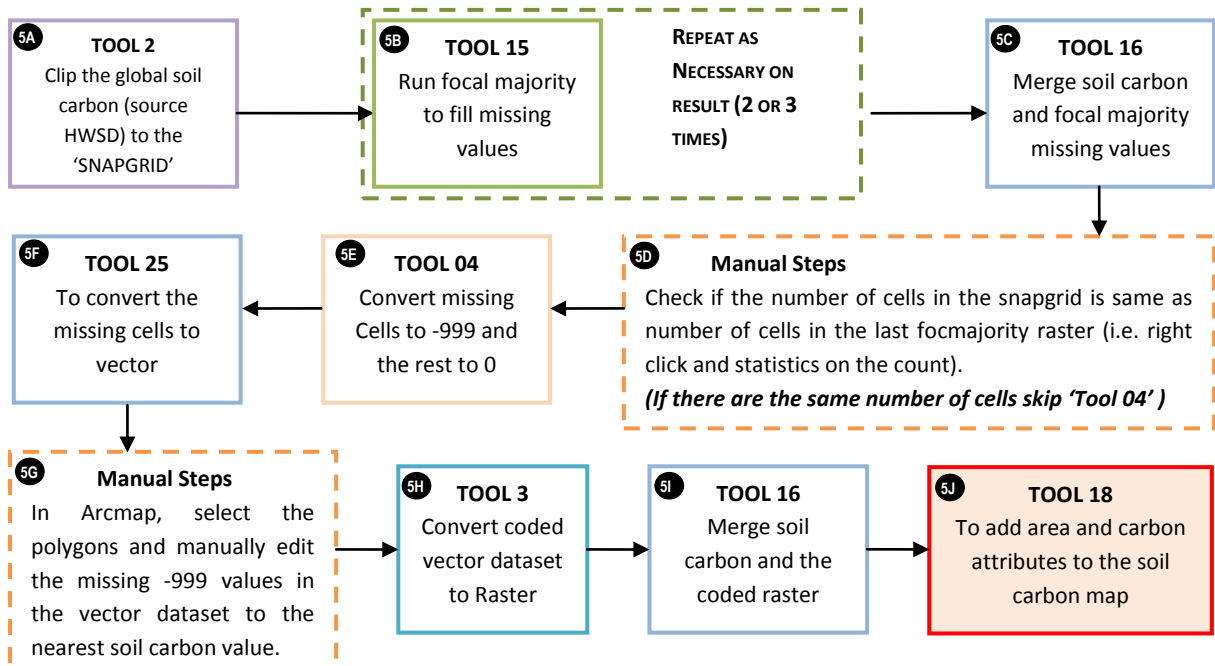 5A
TOOL 2
Clip the global soil
carbon (source
HWSD) to the
‘SNAPGRID’
5B
TOOL 15
Run focal majority
to fill missing
values
REPEAT AS
NECESSARY ON
RESULT (2 OR 3
TIMES)
5C
TOOL 16
Merge soil carbon
and focal majority
missing values
5D
Manual Steps
Check if the number of cells in the snapgrid is same as
number of cells in the last focmajority raster (i.e. right
click and statistics on the count).
(If there are the same number of cells skip ‘Tool 04’ )
5E
TOOL 04
Convert missing
Cells to -999 and
the rest to 0
5F
TOOL 25
To convert the
missing cells to
vector
5G
Manual Steps
In Arcmap, select the
polygons and manually edit
the missing -999 values in
the vector dataset to the
nearest soil carbon value.
5H
TOOL 3
Convert coded
vector dataset
to Raster
5I
TOOL 16
Merge soil
carbon and the
coded raster
5J
TOOL 18
To add area and carbon
attributes to the soil
carbon map